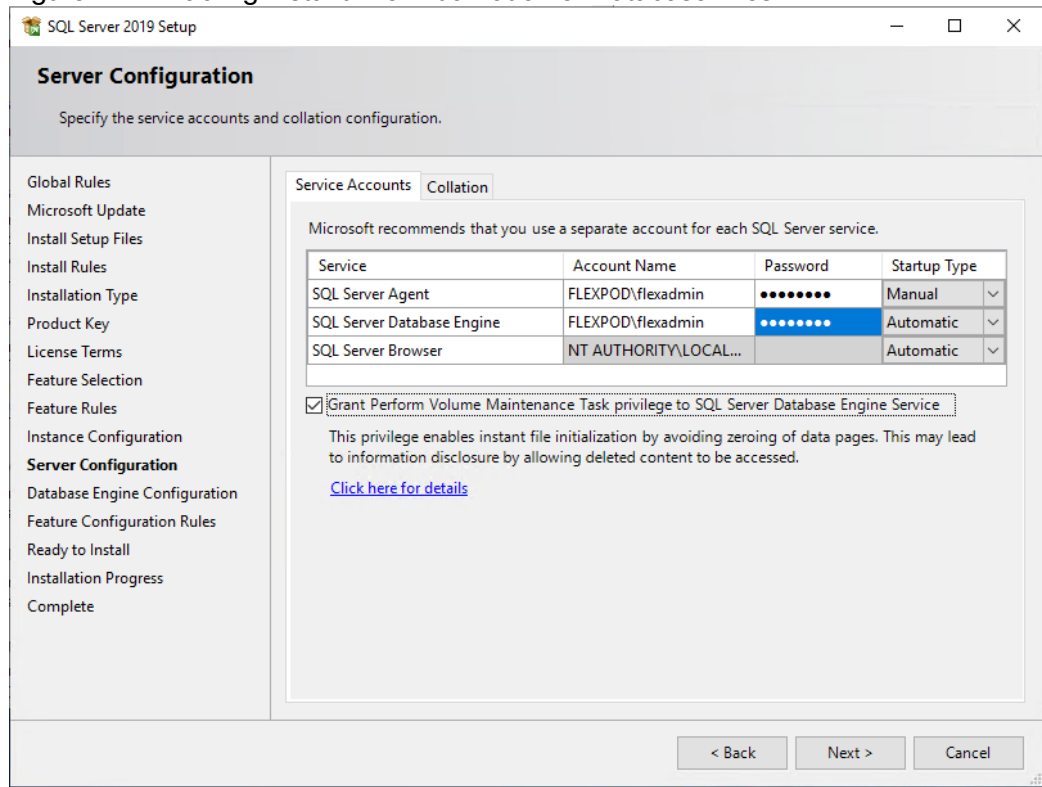 SQL Server 2019 Setup
Server Configuration
Specify the service accounts and collation configuration.
Global Rules
Microsoft Update
Install Setup Files
Install Rules
Installation Type
Product Key
License Terms
Feature Selection
Feature Rules
Instance Configuration
Server Configuration
Database Engine Configuration
Feature Configuration Rules
Ready to Install
Installation Progress
Complete
Service Accounts Collation
Microsoft recommends that you use a separate account for each SQL Server service.
Service Account Name Password Startup Type
SQL Server Agent FLEXPOD\flexadmin ●●●●●●●● Manual
SQL Server Database Engine FLEXPOD\flexadmin ●●●●●●●● Automatic
SQL Server Browser NT AUTHORITY\LOCAL... Automatic
Grant Perform Volume Maintenance Task privilege to SQL Server Database Engine Service
This privilege enables instant file initialization by avoiding zeroing of data pages. This may lead
to information disclosure by allowing deleted content to be accessed.
Click here for details
< Back Next > Cancel